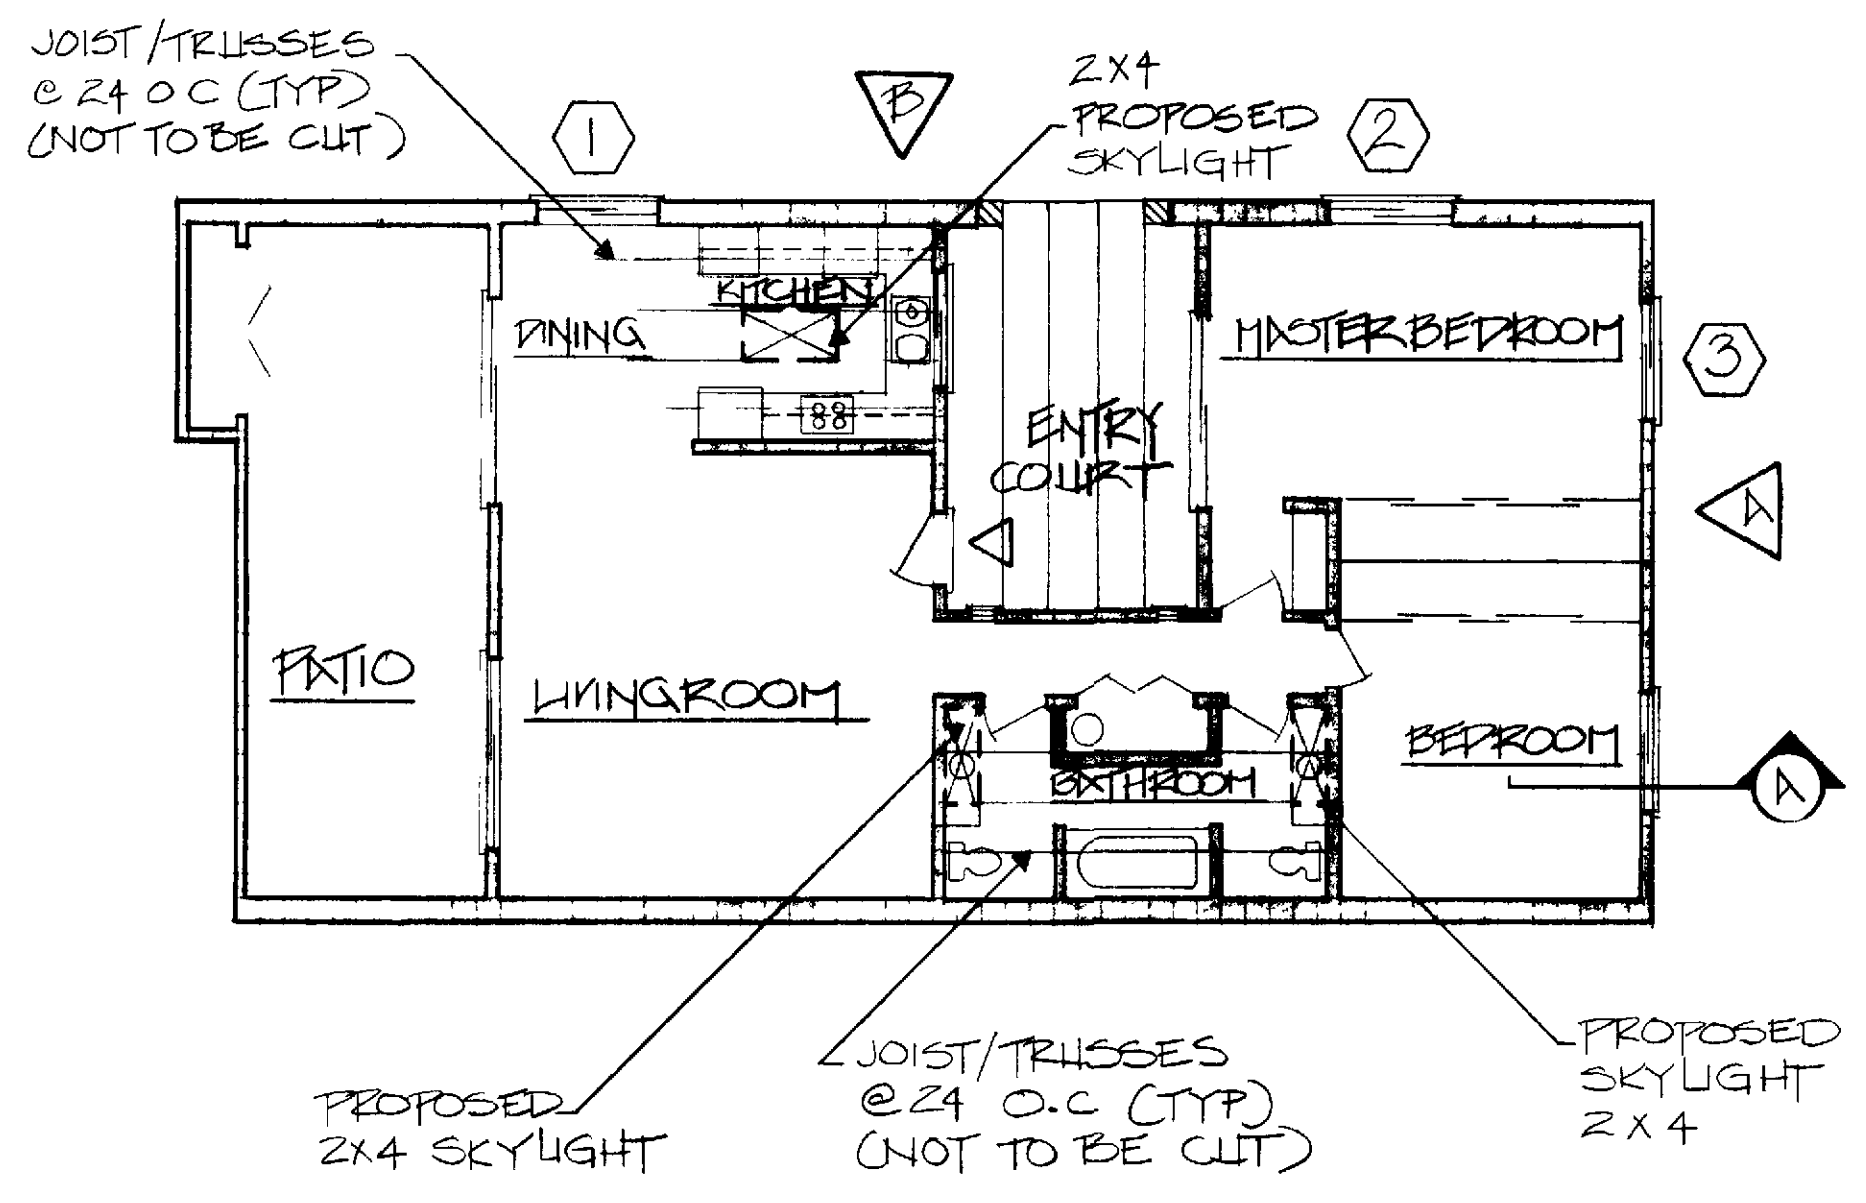 JOIST/TRUSSES
@ 24 O C (TYP)
(NOT TO BE CUT)
1
B
2X4
PROPOSED
SKYLIGHT
2
KITCHEN
DINING
MASTER BEDROOM
3
ENTRY
COURT
A
PATIO
LIVINGROOM
BEDROOM
BATHROOM
A
PROPOSED
2X4 SKYLIGHT
JOIST/TRUSSES
@ 24 O.C (TYP)
(NOT TO BE CUT)
PROPOSED
SKYLIGHT
2 X 4